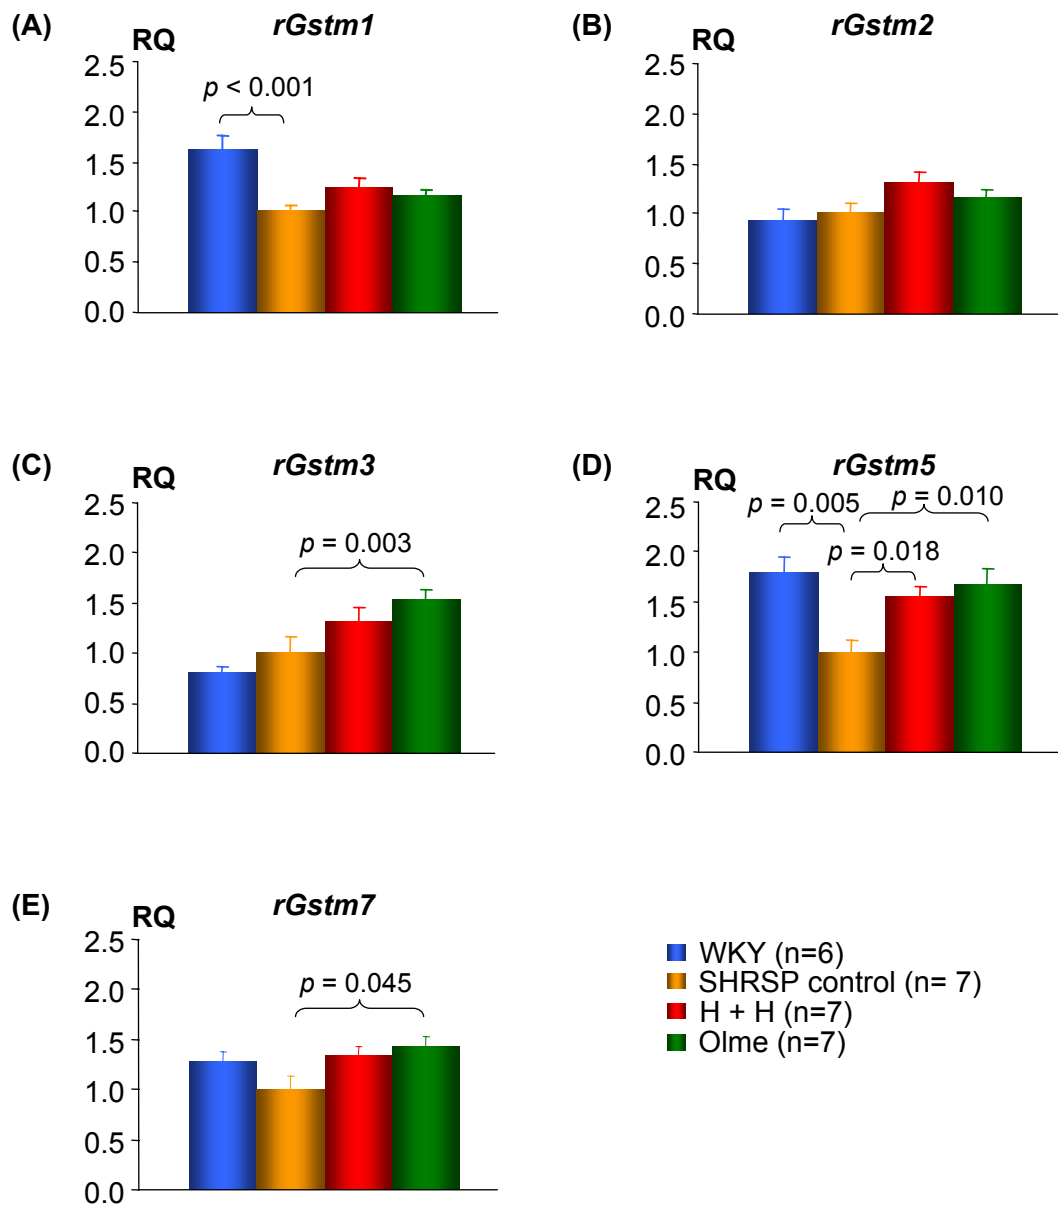 (A) rGstm1
RQ
2.5
2.0
1.5
1.0
0.5
0.0
p < 0.001
(B) rGstm2
RQ
2.5
2.0
1.5
1.0
0.5
0.0
(C) rGstm3
RQ
2.5
2.0
1.5
1.0
0.5
0.0
p = 0.003
(D) rGstm5
RQ
2.5
2.0
1.5
1.0
0.5
0.0
p = 0.005
p = 0.010
p = 0.018
(E) rGstm7
RQ
2.5
2.0
1.5
1.0
0.5
0.0
p = 0.045
WKY (n=6)
SHRSP control (n= 7)
H + H (n=7)
Olme (n=7)